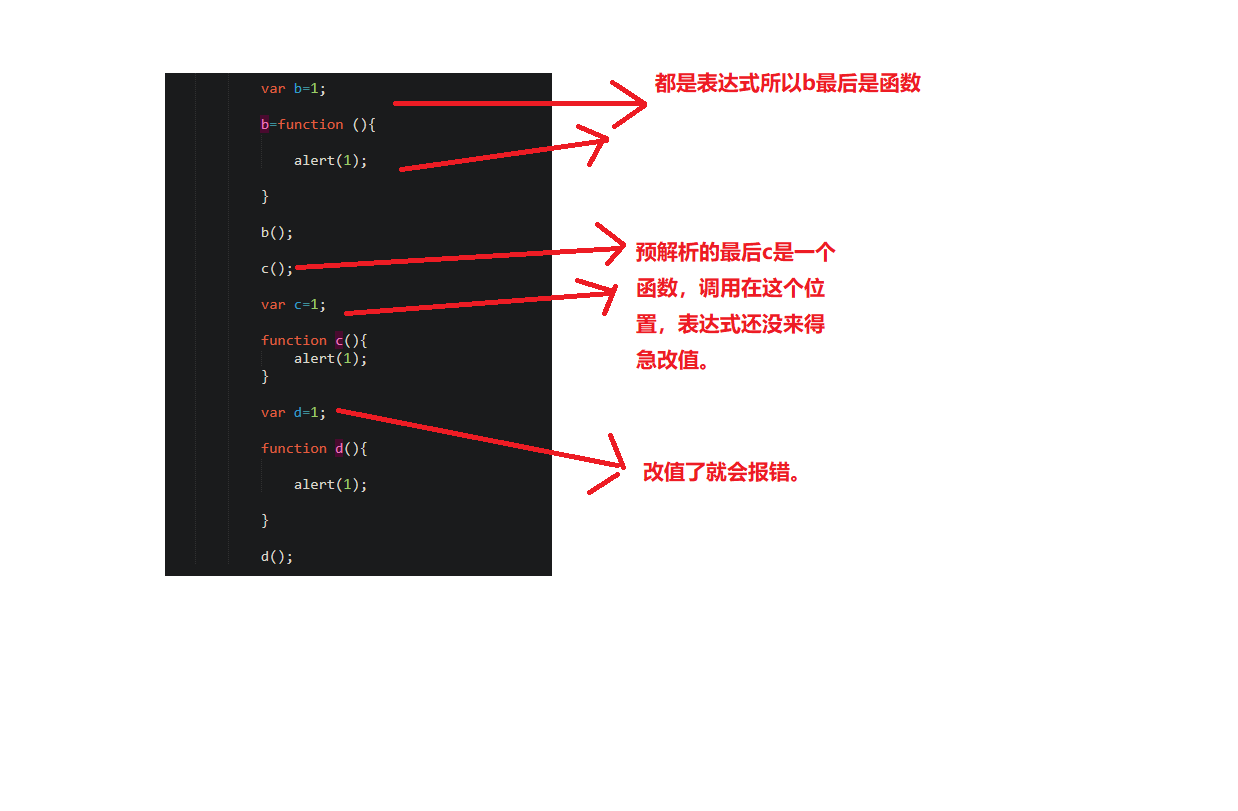 var b=1;
都是表达式所以b最后是函数
b=function (){
alert(1);
}
b();
c();
var c=1;
function c(){
alert(1);
}
预解析的最后c是一个
函数，调用在这个位
置，表达式还没来得
急改值。
var d=1;
function d(){
alert(1);
}
d();
改值了就会报错。